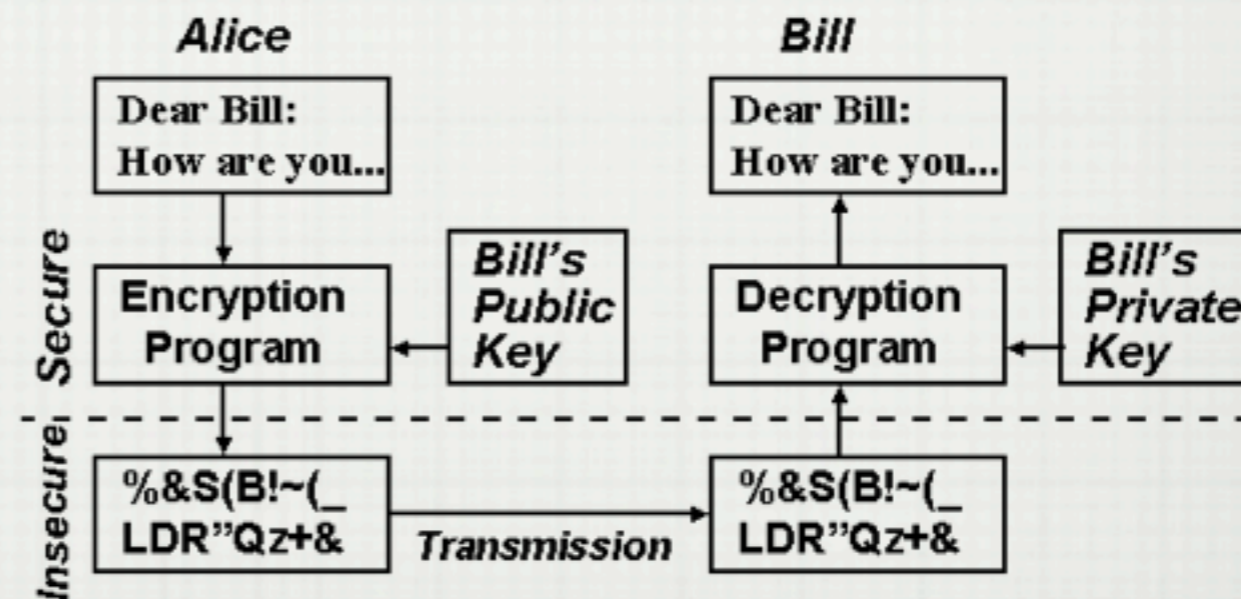 Alice
Bill
Dear Bill:
How are you...
Dear Bill:
How are you...
Secure
Encryption
Program
Bill's
Public
Key
Decryption
Program
Bill's
Private
Key
Insecure
%&S(B!~(_
LDR”Qz+&
Transmission
%&S(B!~(_
LDR”Qz+&